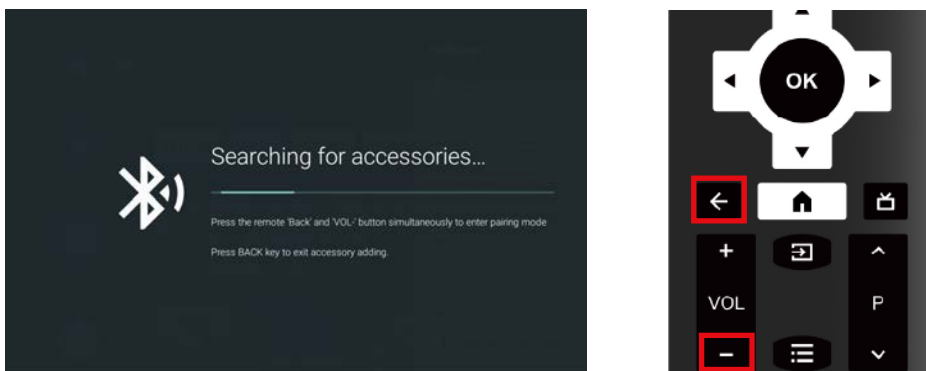 Searching for accessories...
Press the remote 'Back' and 'VOL-' button simultaneously to enter pairing mode
Press BACK key to exit accessory adding.
OK
+
VOL
P
-